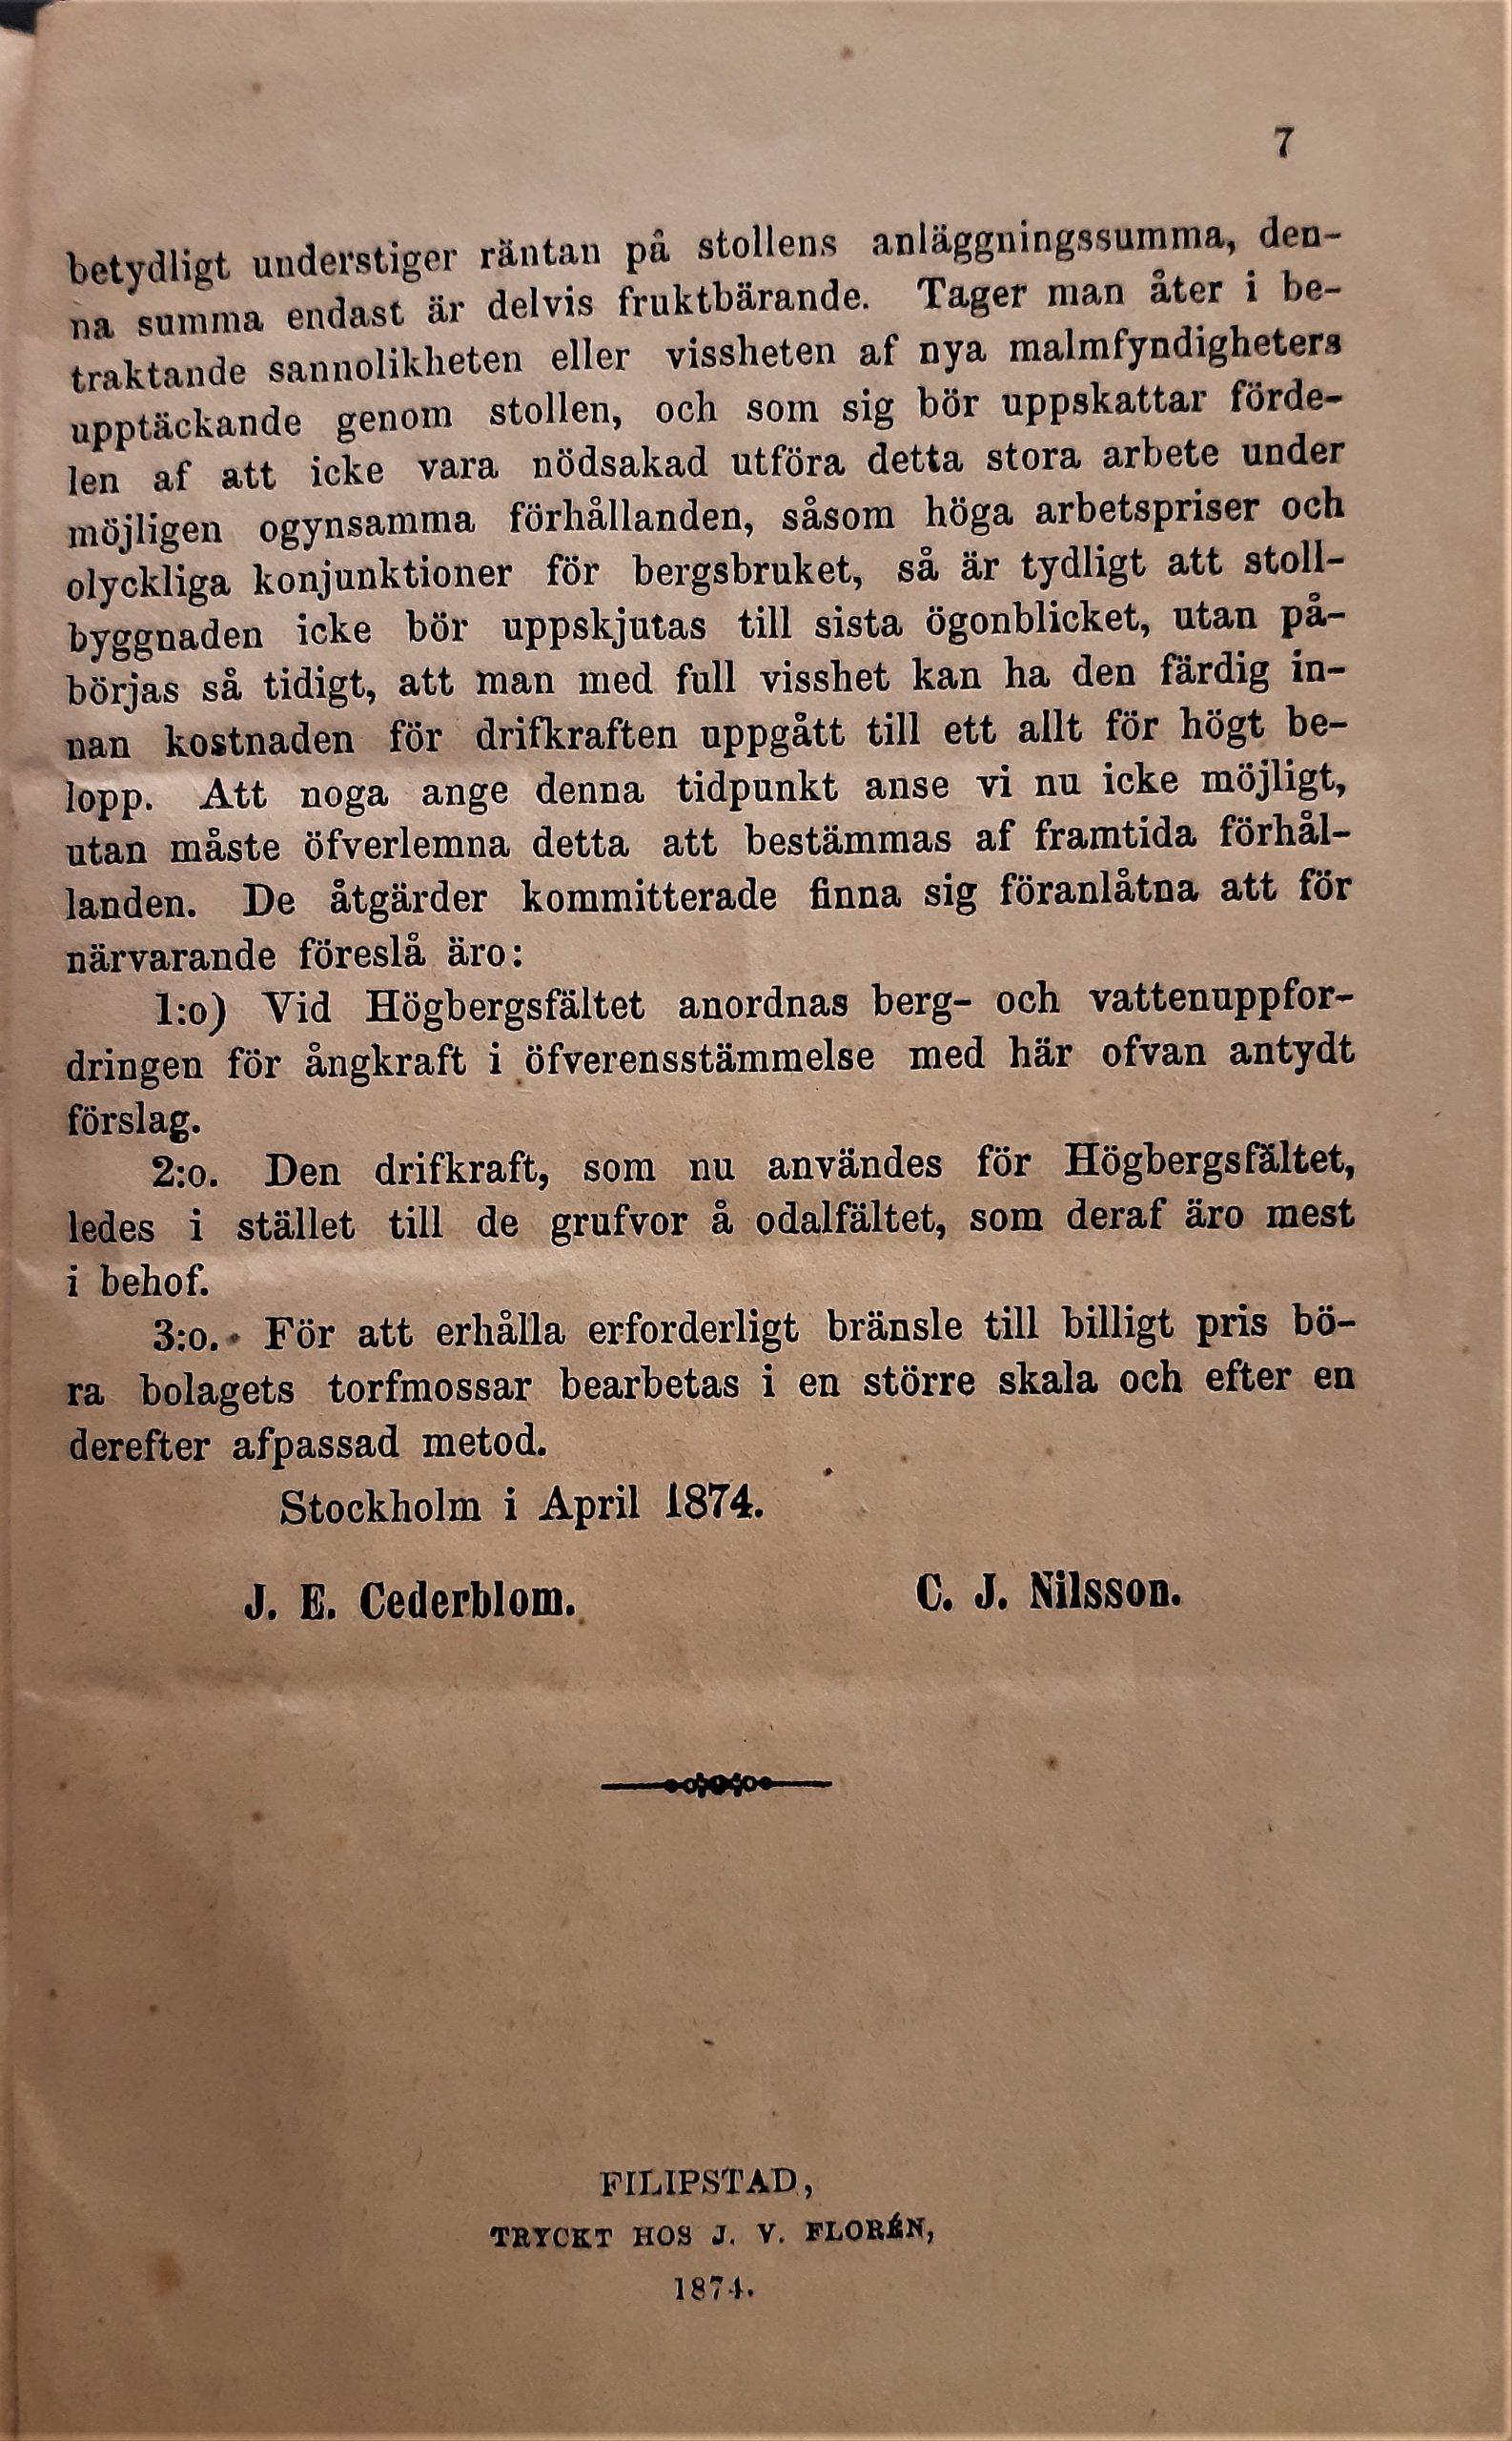 7
betydligt understiger räntan på stollens anläggningssumma, den-
na summa endast är delvis fruktbärande. Tager man åter i be-
traktande sannolikheten eller vissheten af nya malmfyndigheters
upptäckande genom stollen, och som sig bör uppskattar förde-
len af att icke vara nödsakad utföra detta stora arbete under
möjligen ogynsamma förhållanden, såsom höga arbetspriser och
olyckliga konjunktioner för bergsbruket, så är tydligt att stoll-
byggnaden icke bör uppskjutas till sista ögonblicket, utan på-
börjas så tidigt, att man med full visshet kan ha den färdig in-
nan kostnaden för drifkraften uppgått till ett allt för högt be-
lopp. Att noga ange denna tidpunkt anse vi nu icke möjligt,
utan måste öfverlemna detta att bestämmas af framtida förhål-
landen. De åtgärder kommitterade finna sig föranlåtna att för
närvarande föreslå äro:
1:o) Vid Högbergsfältet anordnas berg- och vattenuppfor-
dringen för ångkraft i öfverensstämmelse med här ofvan antydt
förslag.
2:o. Den drifkraft, som nu användes för Högbergsfältet,
ledes i stället till de grufvor å odalfältet, som deraf äro mest
i behof.
3:o. För att erhålla erforderligt bränsle till billigt pris bö-
ra bolagets torfmossar bearbetas i en större skala och efter en
derefter afpassad metod.
Stockholm i April 1874.
J. E. Cederblom. C. J. Nilsson.
FILIPSTAD,
TRYCKT HOS J. V. FLORÉN,
1874.